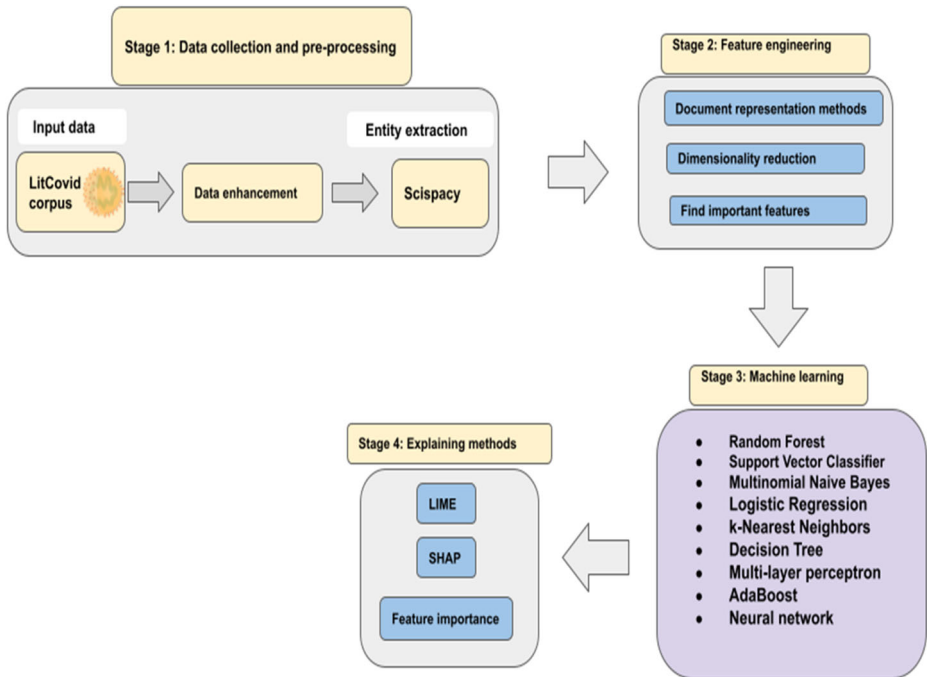 Stage 1: Data collection and pre-processing
Input data
Entity extraction
LitCovid
corpus
Data enhancement
Scispacy
Stage 2: Feature engineering
Document representation methods
Dimensionality reduction
Find important features
Stage 3: Machine learning
• Random Forest
• Support Vector Classifier
• Multinomial Naive Bayes
• Logistic Regression
• k-Nearest Neighbors
• Decision Tree
• Multi-layer perceptron
• AdaBoost
• Neural network
Stage 4: Explaining methods
LIME
SHAP
Feature importance